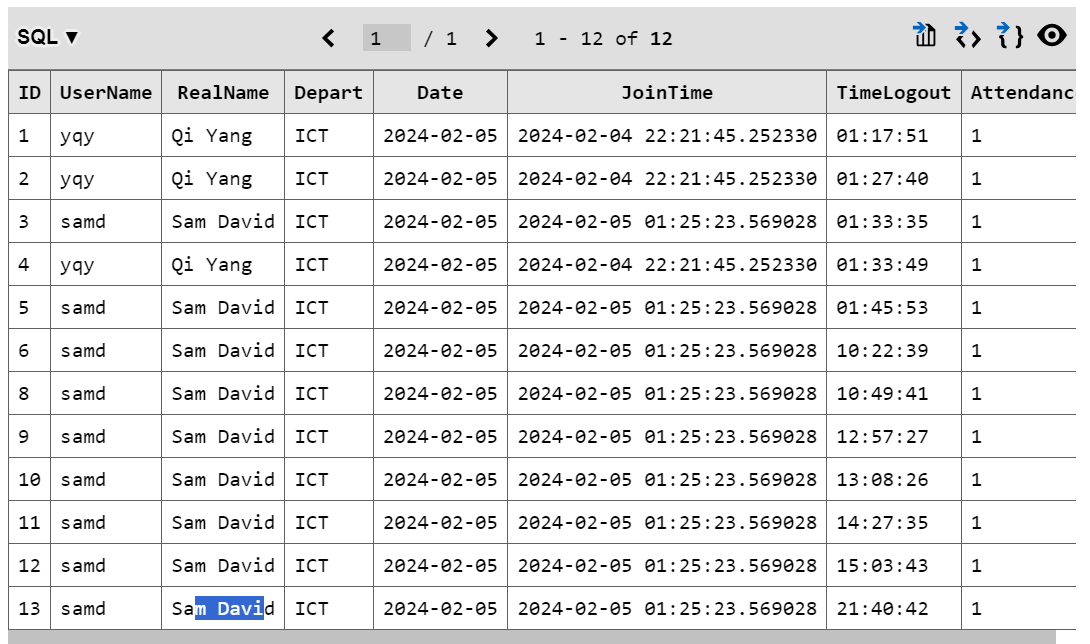 SQL ▼ 1 / 1 1 - 12 of 12
ID UserName RealName Depart Date JoinTime TimeLogout Attendanc
1 yqy Qi Yang ICT 2024-02-05 2024-02-04 22:21:45.252330 01:17:51 1
2 yqy Qi Yang ICT 2024-02-05 2024-02-04 22:21:45.252330 01:27:40 1
3 samd Sam David ICT 2024-02-05 2024-02-05 01:25:23.569028 01:33:35 1
4 yqy Qi Yang ICT 2024-02-05 2024-02-04 22:21:45.252330 01:33:49 1
5 samd Sam David ICT 2024-02-05 2024-02-05 01:25:23.569028 01:45:53 1
6 samd Sam David ICT 2024-02-05 2024-02-05 01:25:23.569028 10:22:39 1
8 samd Sam David ICT 2024-02-05 2024-02-05 01:25:23.569028 10:49:41 1
9 samd Sam David ICT 2024-02-05 2024-02-05 01:25:23.569028 12:57:27 1
10 samd Sam David ICT 2024-02-05 2024-02-05 01:25:23.569028 13:08:26 1
11 samd Sam David ICT 2024-02-05 2024-02-05 01:25:23.569028 14:27:35 1
12 samd Sam David ICT 2024-02-05 2024-02-05 01:25:23.569028 15:03:43 1
13 samd Sam David ICT 2024-02-05 2024-02-05 01:25:23.569028 21:40:42 1